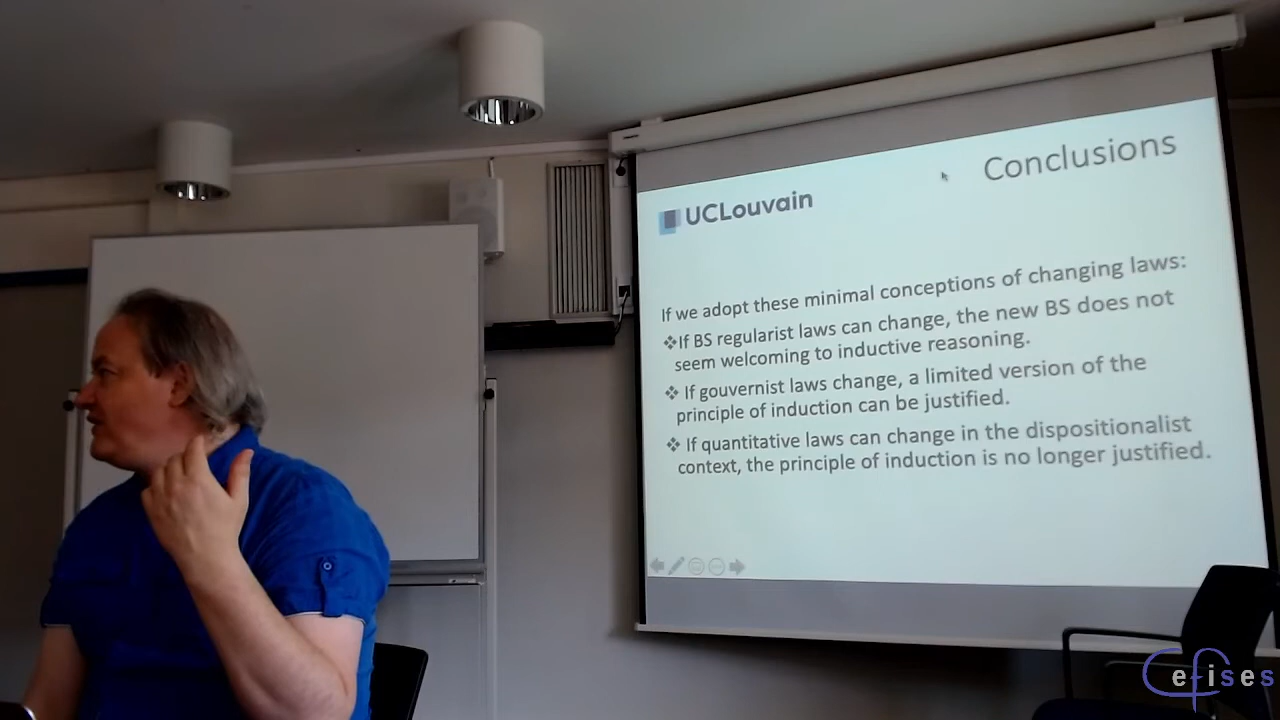 Conclusions
UCLouvain
If we adopt these minimal conceptions of changing laws:
❖If BS regularist laws can change, the new BS does not
seem welcoming to inductive reasoning.
❖ If gouvernist laws change, a limited version of the
principle of induction can be justified.
❖ If quantitative laws can change in the dispositionalist
context, the principle of induction is no longer justified.
efises